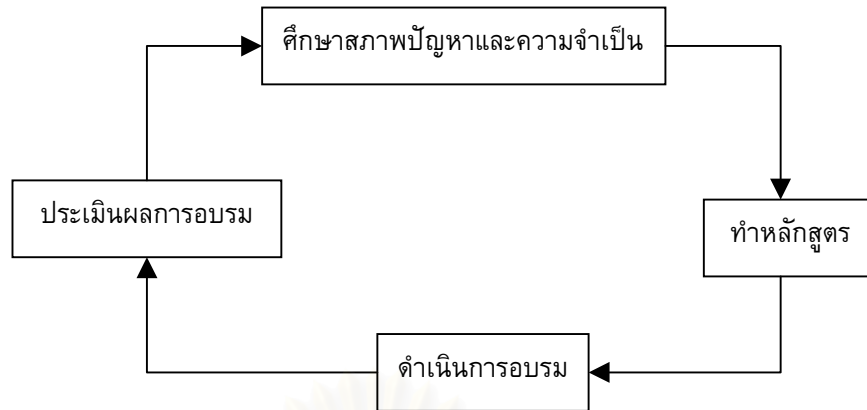 ศึกษาสภาพปัญหาและความจำเป็น
ประเมินผลการอบรม
ทำหลักสูตร
ดำเนินการอบรม